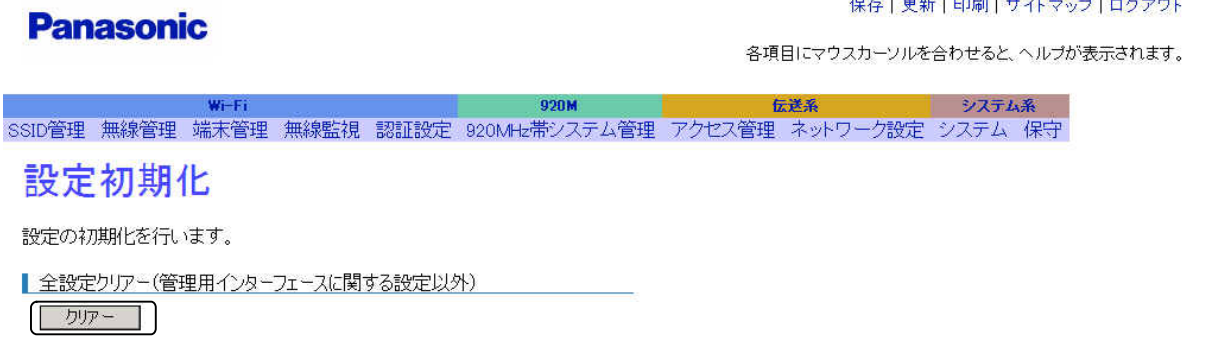 保存 | 更新 | 印刷 | サイトマップ | ログアウト
Panasonic
各項目にマウスカーソルを合わせると、ヘルプが表示されます。
Wi-Fi 920M 伝送系 システム系
SSID管理 無線管理 端末管理 無線監視 認証設定 920MHz帯システム管理 アクセス管理 ネットワーク設定 システム 保守
設定初期化
設定の初期化を行います。
全設定クリアー(管理用インターフェースに関する設定以外)
クリアー